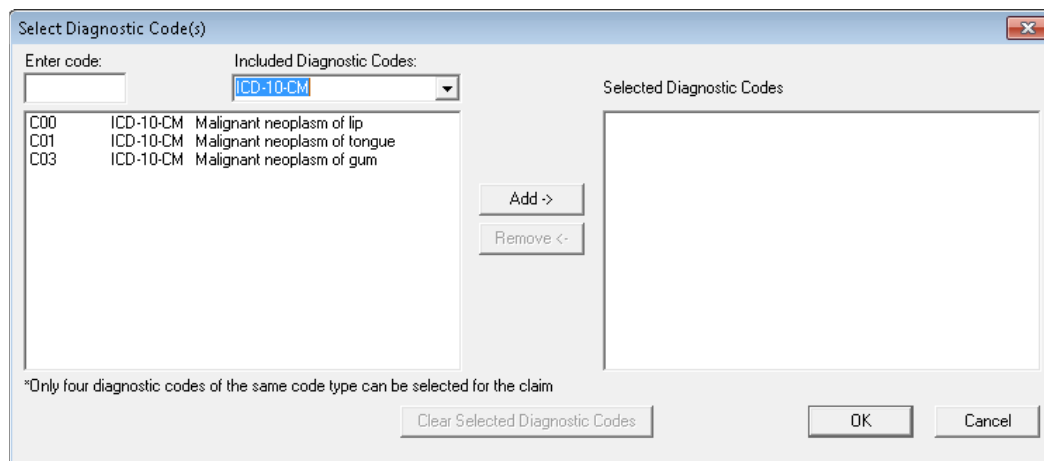 Select Diagnostic Code(s)
Enter code:
Included Diagnostic Codes:
ICD-10-CM
Selected Diagnostic Codes
C00 ICD-10-CM Malignant neoplasm of lip
C01 ICD-10-CM Malignant neoplasm of tongue
C03 ICD-10-CM Malignant neoplasm of gum
Add ->
Remove <-
*Only four diagnostic codes of the same code type can be selected for the claim
Clear Selected Diagnostic Codes
OK
Cancel